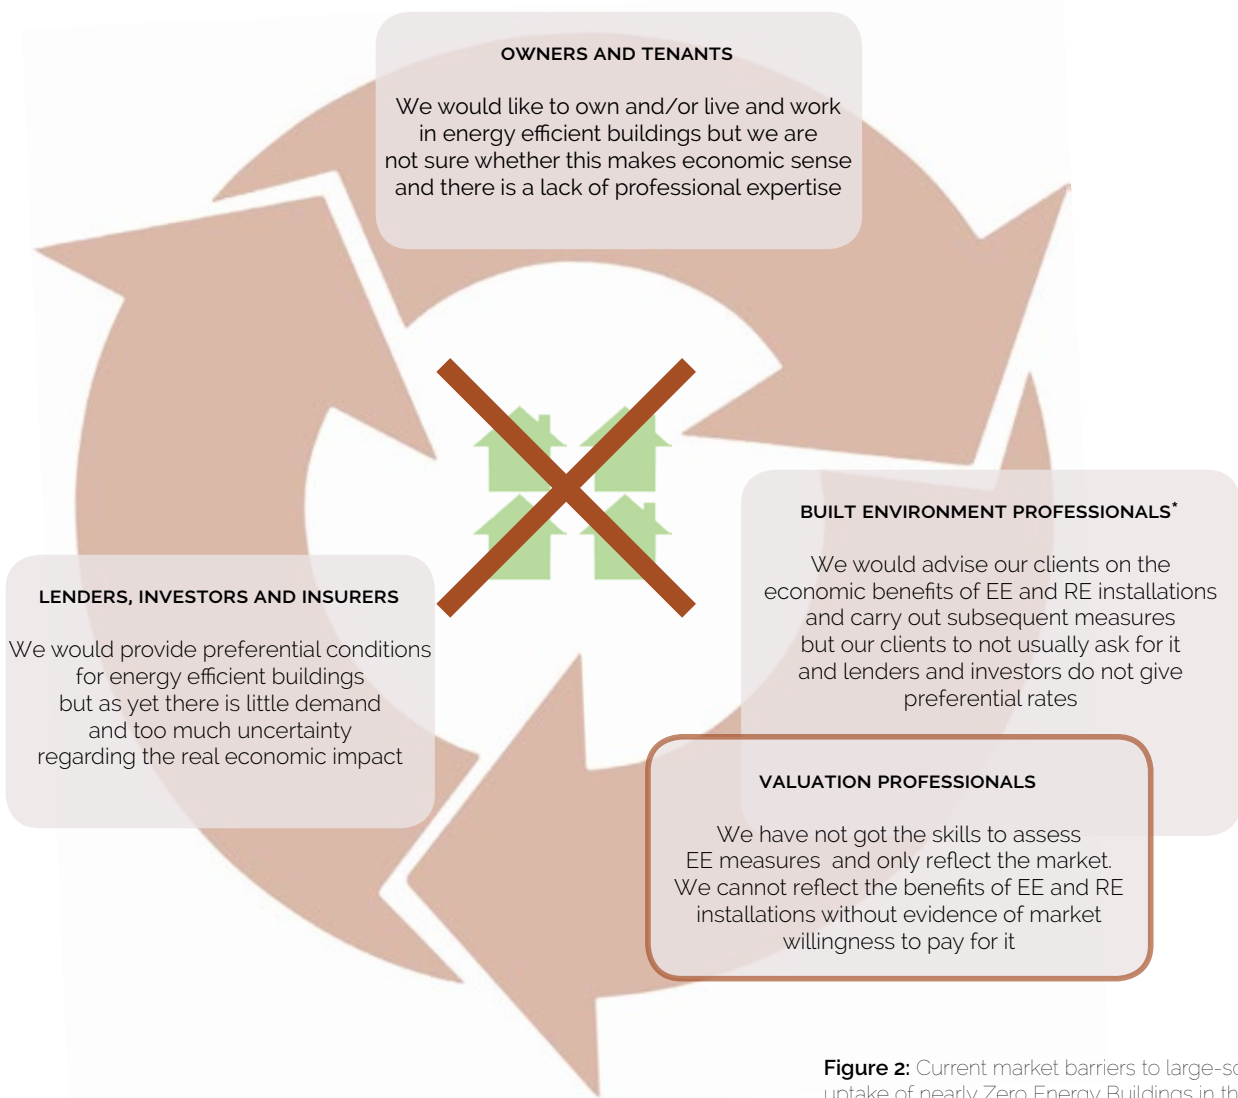 OWNERS AND TENANTS
We would like to own and/or live and work
in energy efficient buildings but we are
not sure whether this makes economic sense
and there is a lack of professional expertise
BUILT ENVIRONMENT PROFESSIONALS*
We would advise our clients on the
economic benefits of EE and RE installations
and carry out subsequent measures
but our clients to not usually ask for it
and lenders and investors do not give
preferential rates
LENDERS, INVESTORS AND INSURERS
We would provide preferential conditions
for energy efficient buildings
but as yet there is little demand
and too much uncertainty
regarding the real economic impact
VALUATION PROFESSIONALS
We have not got the skills to assess
EE measures and only reflect the market.
We cannot reflect the benefits of EE and RE
installations without evidence of market
willingness to pay for it
Figure 2: Current market barriers to
uptake of nearly Zero Energy Buildings in